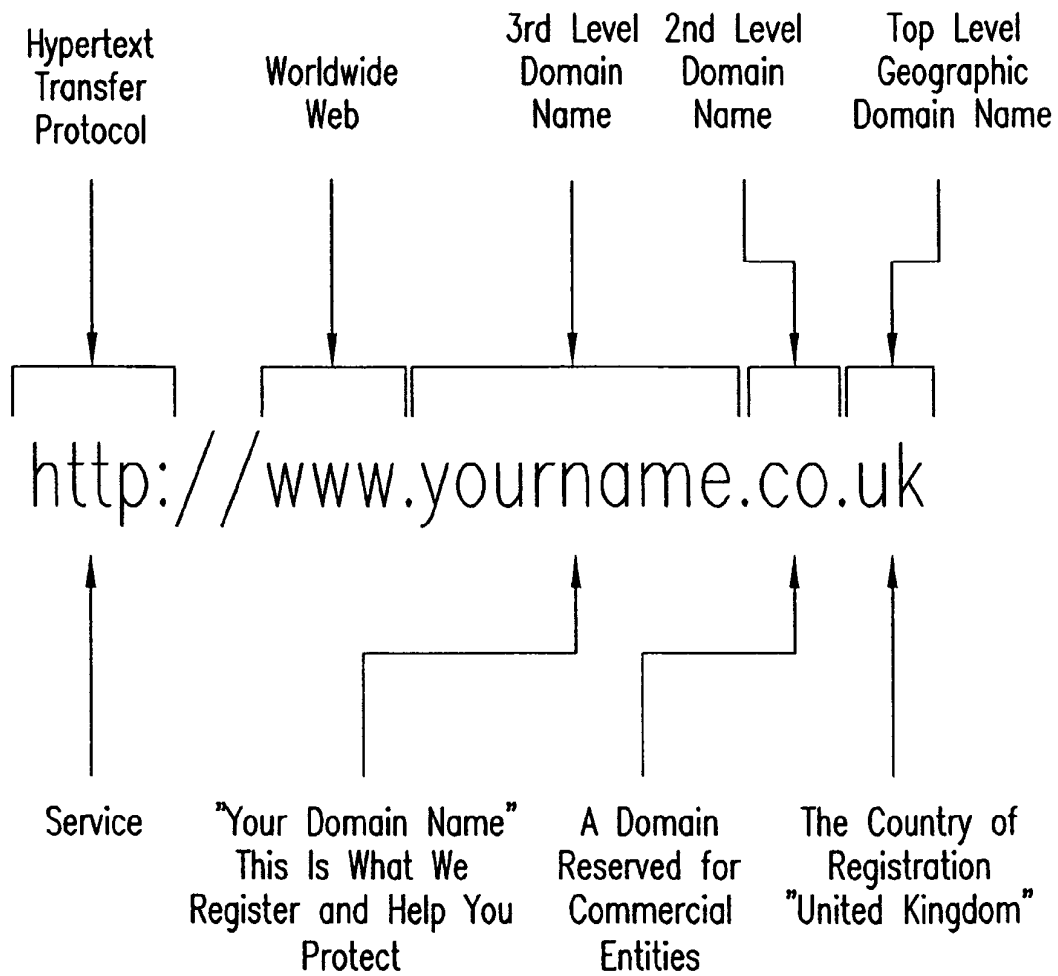 Hypertext
Transfer
Protocol
Worldwide
Web
3rd Level
Domain
Name
2nd Level
Domain
Name
Top Level
Geographic
Domain Name
http://www.yourname.co.uk
Service
"Your Domain Name"
This Is What We
Register and Help You
Protect
A Domain
Reserved for
Commercial
Entities
The Country of
Registration
"United Kingdom"